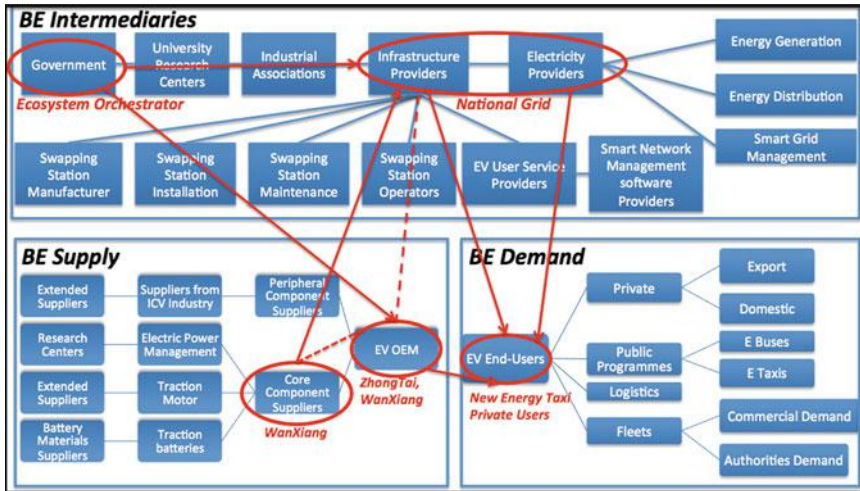 BE Intermediaries
Government
University
Research
Centers
Industrial
Associations
Infrastructure
Providers
Electricity
Providers
Energy Generation
Ecosystem Orchestrator
National Grid
Energy Distribution
Smart Grid
Management
Swapping
Station
Manufacturer
Swapping
Station
Installation
Swapping
Station
Maintenance
Swapping
Station
Operators
EV User Service
Providers
Smart Network
Management
software
Providers
BE Supply
Extended
Suppliers
Suppliers from
ICV Industry
Peripheral
Component
Suppliers
Research
Centers
Electric Power
Management
EV OEM
Extended
Suppliers
Traction
Motor
Core
Component
Suppliers
ZhongTai,
WanXiang
Battery
Materials
Suppliers
Traction
batteries
WanXiang
BE Demand
Private
Export
Domestic
EV End-Users
Public
Programmes
E Buses
E Taxis
New Energy Taxi
Private Users
Logistics
Fleets
Commercial Demand
Authorities Demand